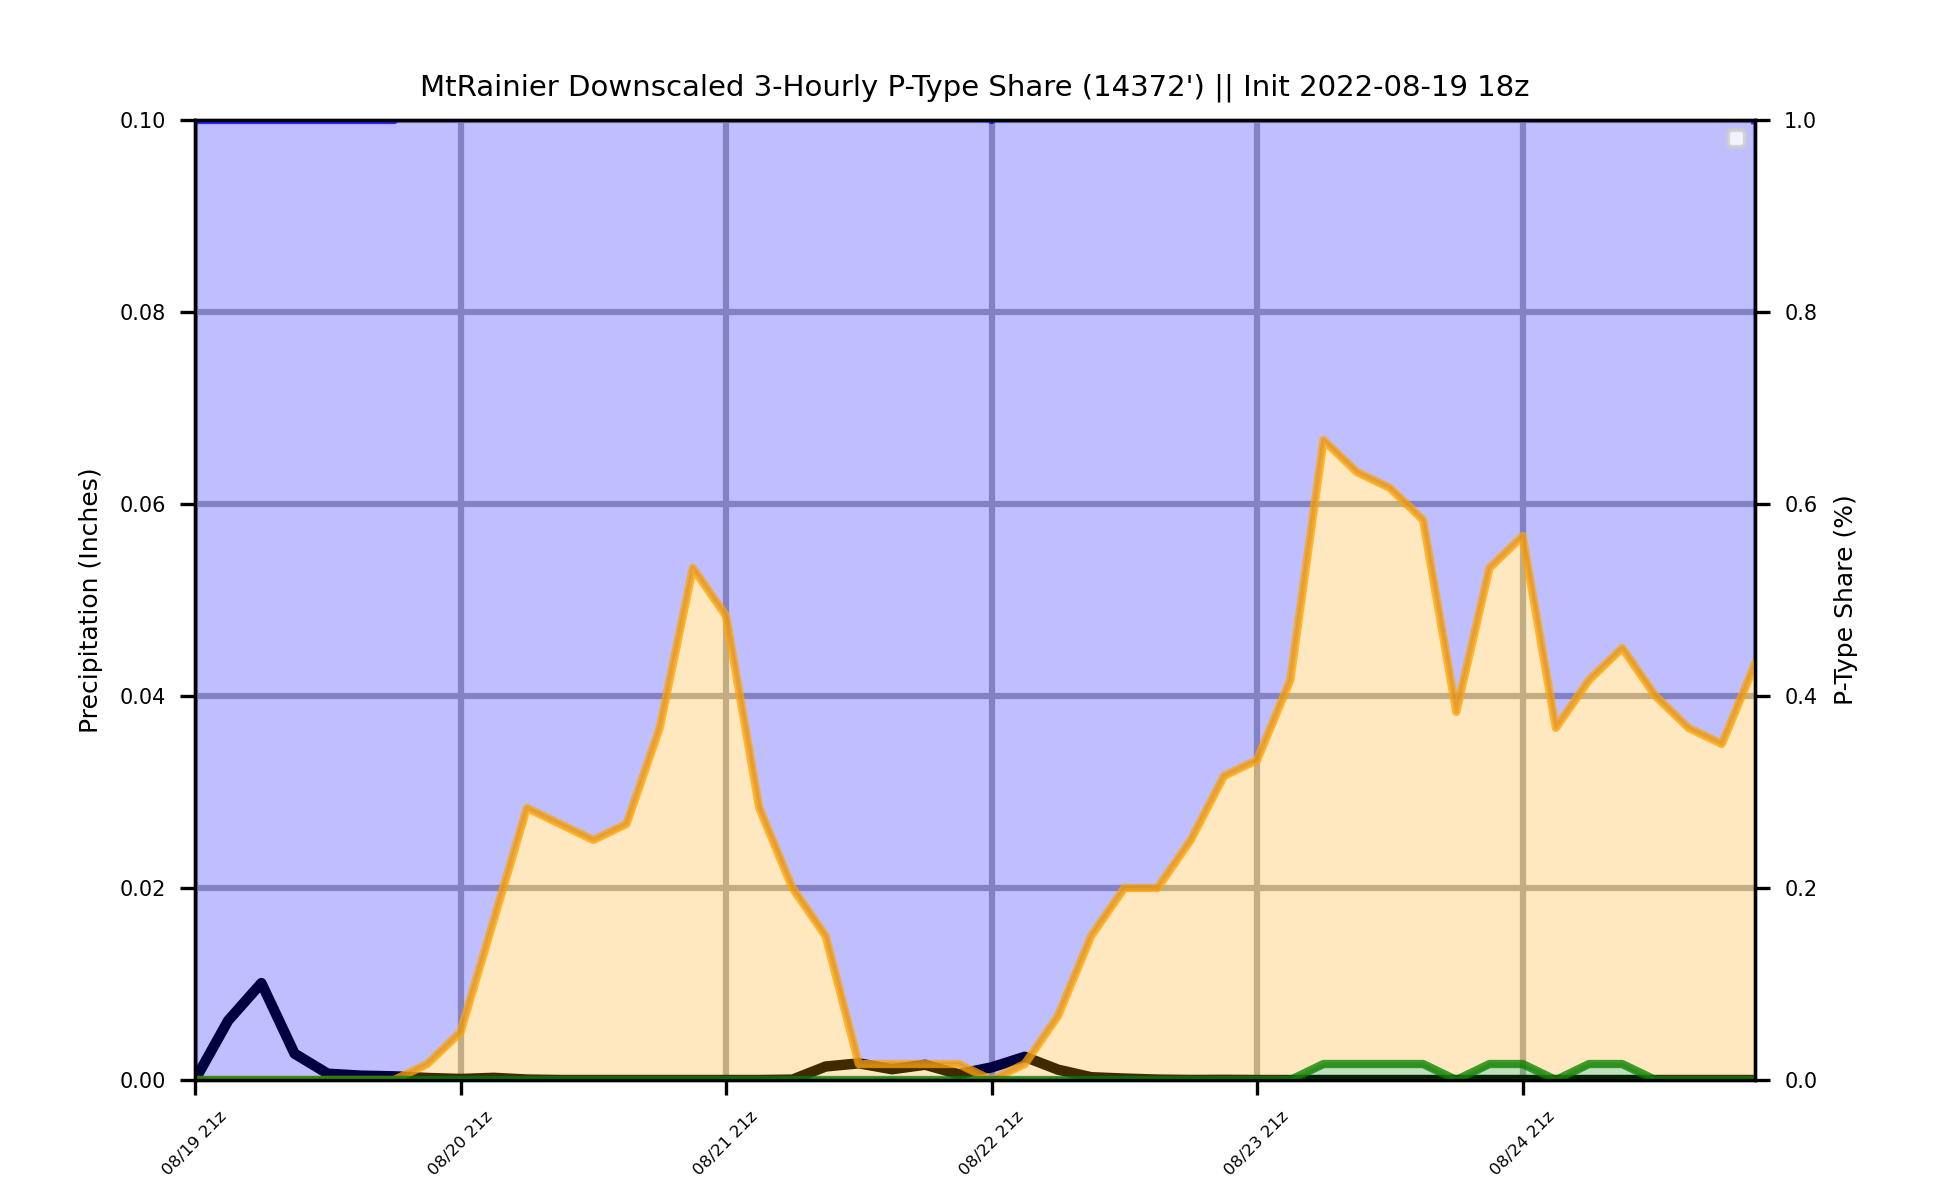 MtRainier Downscaled 3-Hourly P-Type Share (14372') || Init 2022-08-19 18z
0.10
0.08
0.06
0.04
0.02
0.00
Precipitation (Inches)
1.0
0.8
0.6
0.4
0.2
0.0
P-Type Share (%)
08/19 21z
08/20 21z
08/21 21z
08/22 21z
08/23 21z
08/24 21z